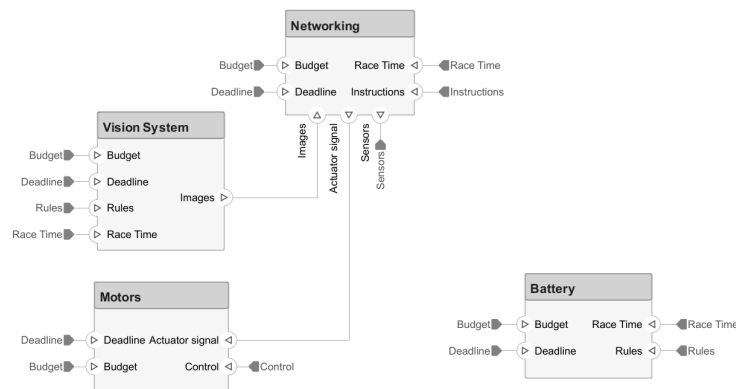 Networking
Budget Budget Race Time Race Time
Deadline Deadline Instructions Instructions
Images
Actuator signal
Sensors
Sensors
Vision System
Budget Budget
Deadline Deadline
Images
Rules Rules
Race Time Race Time
Motors
Deadline Deadline Actuator signal
Budget Budget Control Control
Battery
Budget Budget Race Time Race Time
Deadline Deadline Rules Rules